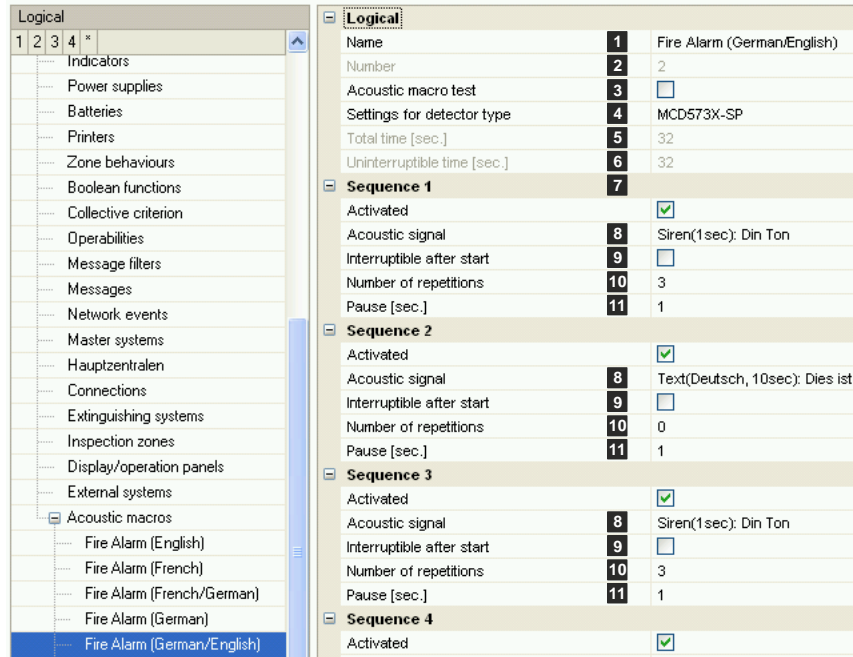 Logical
1 2 3 4 *
Indicators
Power supplies
Batteries
Printers
Zone behaviours
Boolean functions
Collective criterion
Operabilities
Message filters
Messages
Network events
Master systems
Hauptzentralen
Connections
Extinguishing systems
Inspection zones
Display/operation panels
External systems
Acoustic macros
Fire Alarm (English)
Fire Alarm (French)
Fire Alarm (French/German)
Fire Alarm (German)
Fire Alarm (German/English)
Logical
Name 1 Fire Alarm (German/English)
Number 2 2
Acoustic macro test 3
Settings for detector type 4 MCD573X-SP
Total time [sec.] 5 32
Uninterruptible time [sec.] 6 32
Sequence 1 7
Activated
Acoustic signal 8 Siren(1sec): Din Ton
Interruptible after start 9
Number of repetitions 10 3
Pause [sec.] 11 1
Sequence 2
Activated
Acoustic signal 8 Text(Deutsch, 10sec): Dies ist
Interruptible after start 9
Number of repetitions 10 0
Pause [sec.] 11 1
Sequence 3
Activated
Acoustic signal 8 Siren(1sec): Din Ton
Interruptible after start 9
Number of repetitions 10 3
Pause [sec.] 11 1
Sequence 4
Activated